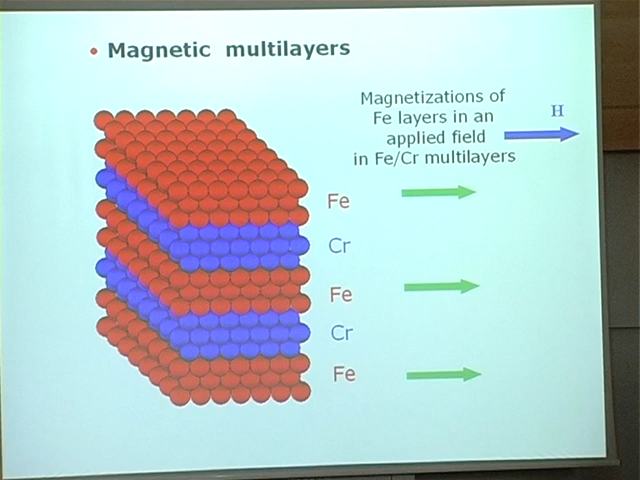 • Magnetic multilayers
Magnetizations of
Fe layers in an
applied field
in Fe/Cr multilayers
H
Fe
Cr
Fe
Cr
Fe